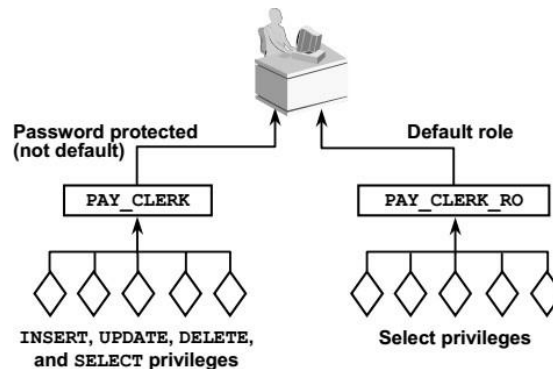 Password protected
(not default)
Default role
PAY_CLERK
PAY_CLERK_RO
INSERT, UPDATE, DELETE,
and SELECT privileges
Select privileges